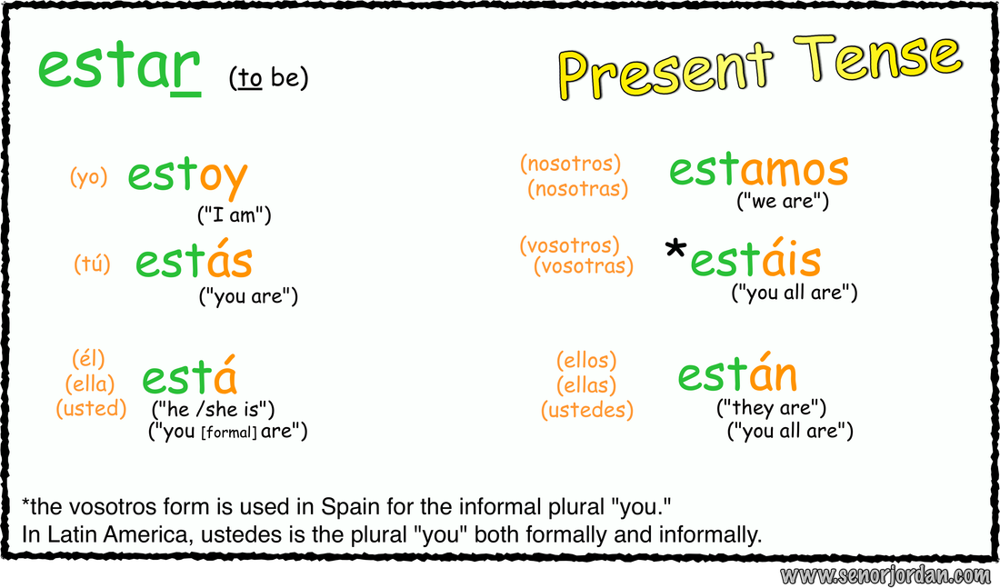 estar (to be)
Present Tense
(yo) estoy
("I am")
(tú) estás
("you are")
(él)
(ella)
(usted)
está
("he /she is")
("you [formal] are")
(nosotros)
(nosotras)
estamos
("we are")
(vosotros)
(vosotras)
*estáis
("you all are")
(ellos)
(ellas)
(ustedes)
están
("they are")
("you all are")
*the vosotros form is used in Spain for the informal plural "you."
In Latin America, ustedes is the plural "you" both formally and informally.
www.senorjordan.com